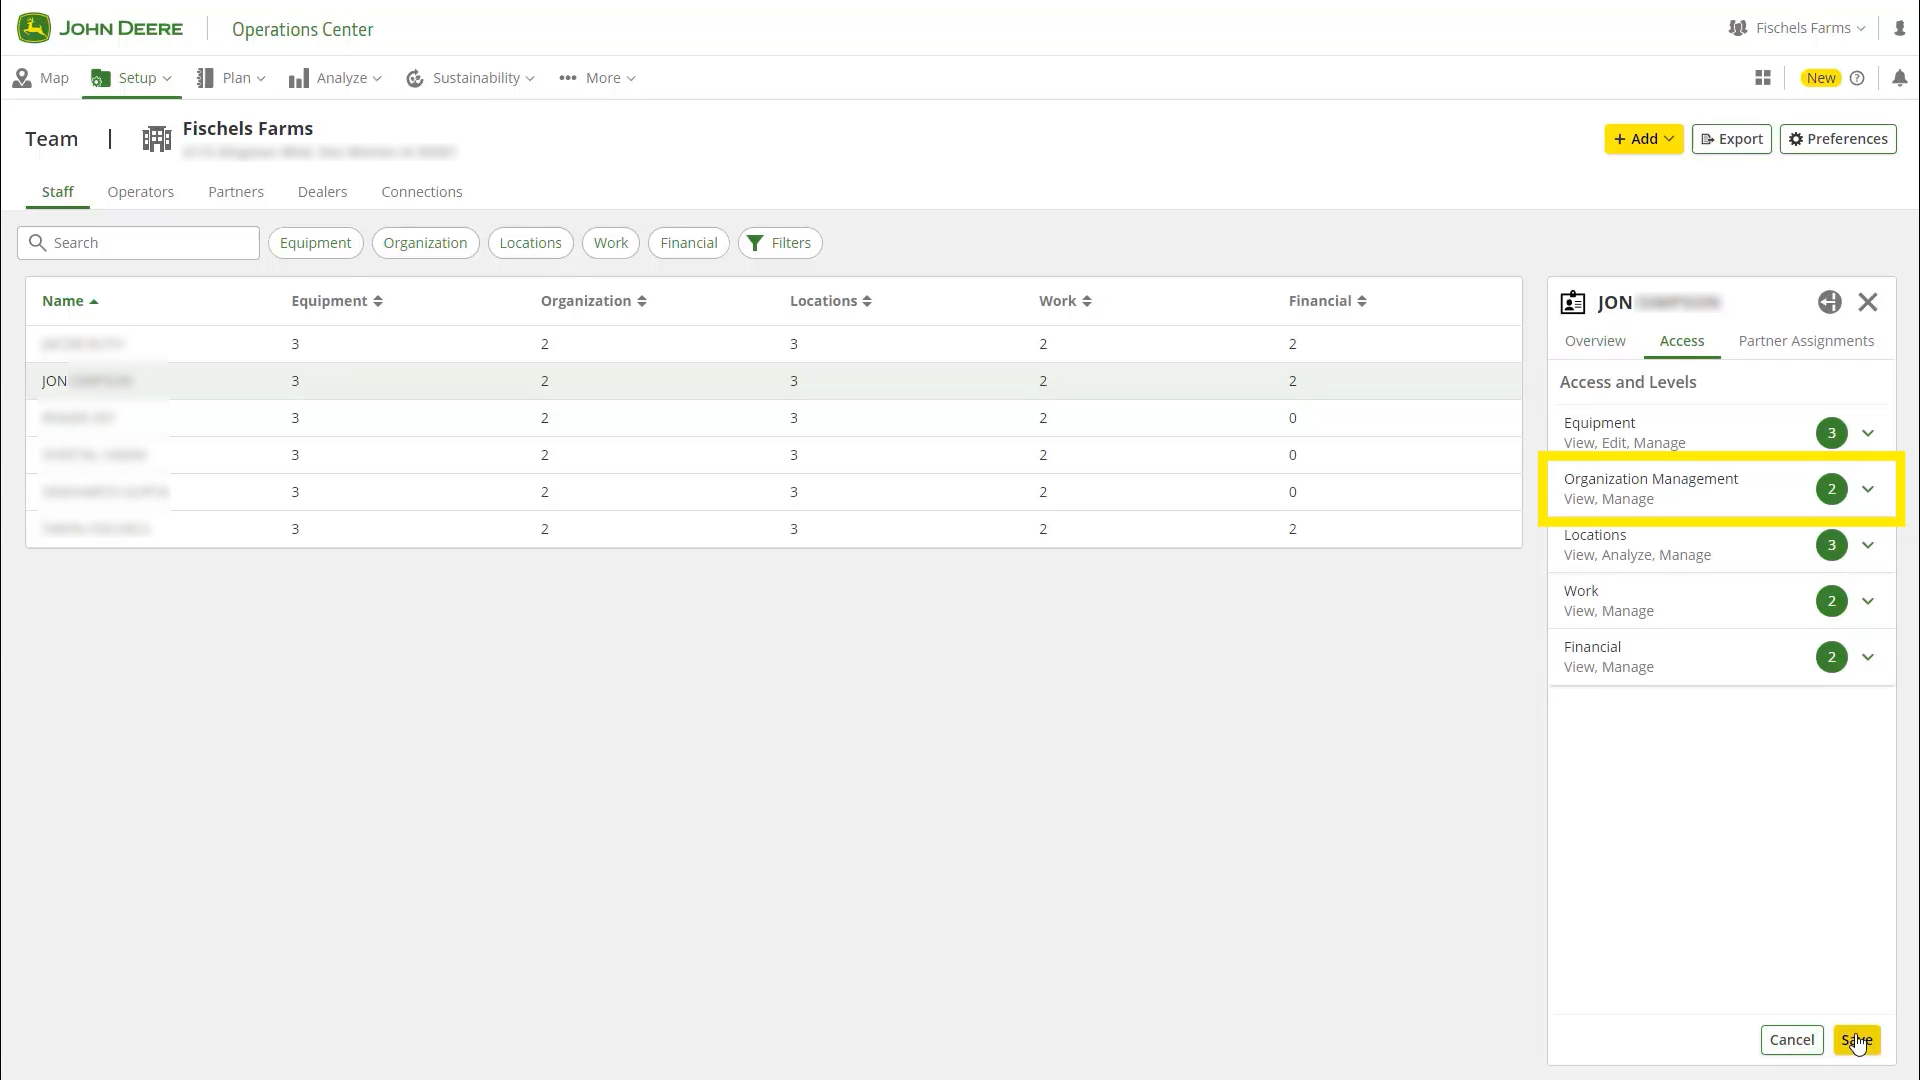 JOHN DEERE
Operations Center
Fischels Farms
Map
Setup
Plan
Analyze
Sustainability
More
New
Team
Fischels Farms
+ Add
Export
Preferences
Staff
Operators
Partners
Dealers
Connections
Search
Equipment
Organization
Locations
Work
Financial
Filters
Name Equipment Organization Locations Work Financial
3 2 3 2 2
JON 3 2 3 2 2
3 2 3 2 0
3 2 3 2 0
3 2 3 2 0
3 2 3 2 2
JON
Overview Access Partner Assignments
Access and Levels
Equipment
View, Edit, Manage
3
Organization Management
View, Manage
2
Locations
View, Analyze, Manage
3
Work
View, Manage
2
Financial
View, Manage
2
Cancel
Save